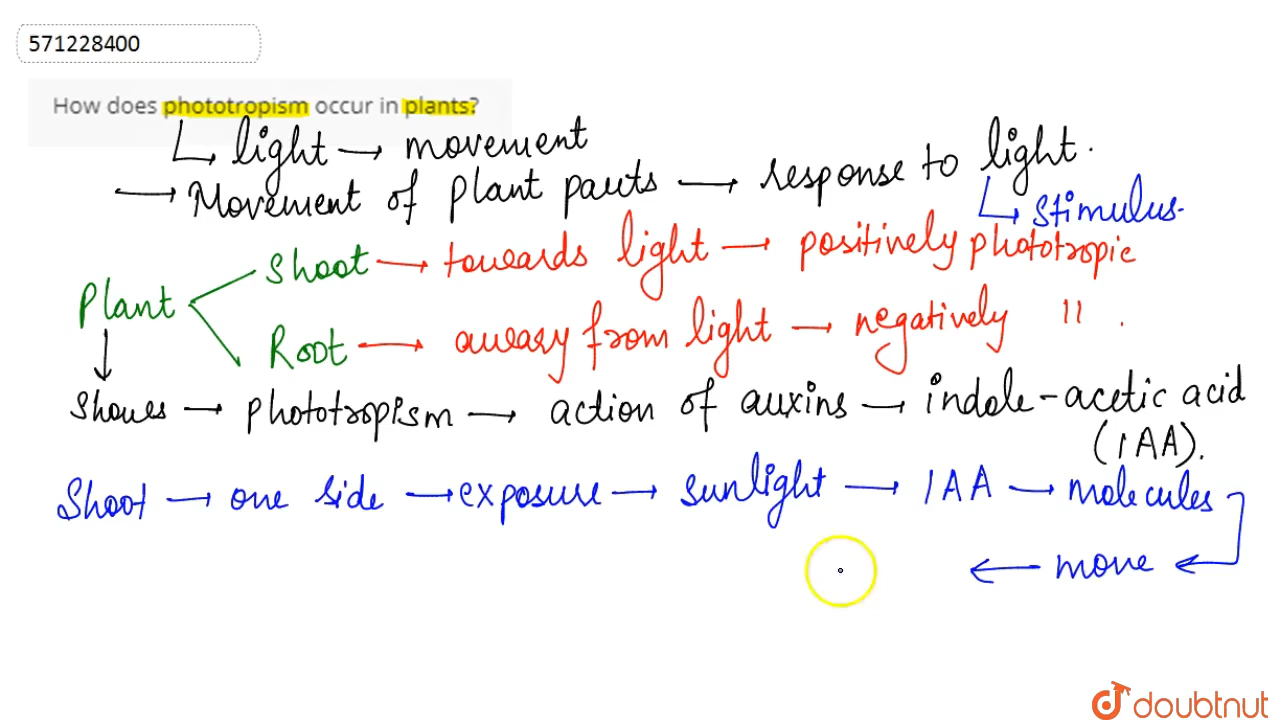 571228400
How does phototropism occur in plants?
↳ light → movement
→ Movement of plant parts → response to light.
↳ stimulus.
Shoot → towards light → positively phototropic
Plant
Root → away from light → negatively " .
↓
Shows → phototropism → action of auxins → indole-acetic acid
(IAA).
Shoot → one side → exposure → sunlight → IAA → molecules
← move ←
doubtnut